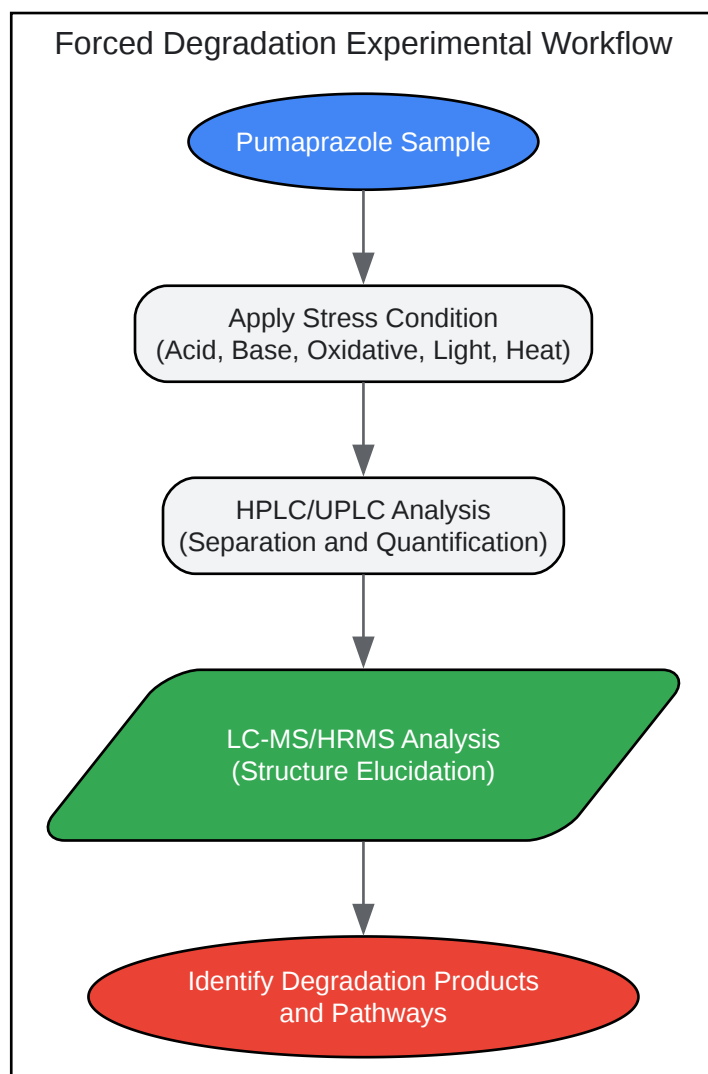 Forced Degradation Experimental Workflow
Pumaprazole Sample
Apply Stress Condition
(Acid, Base, Oxidative, Light, Heat)
HPLC/UPLC Analysis
(Separation and Quantification)
LC-MS/HRMS Analysis
(Structure Elucidation)
Identify Degradation Products
and Pathways